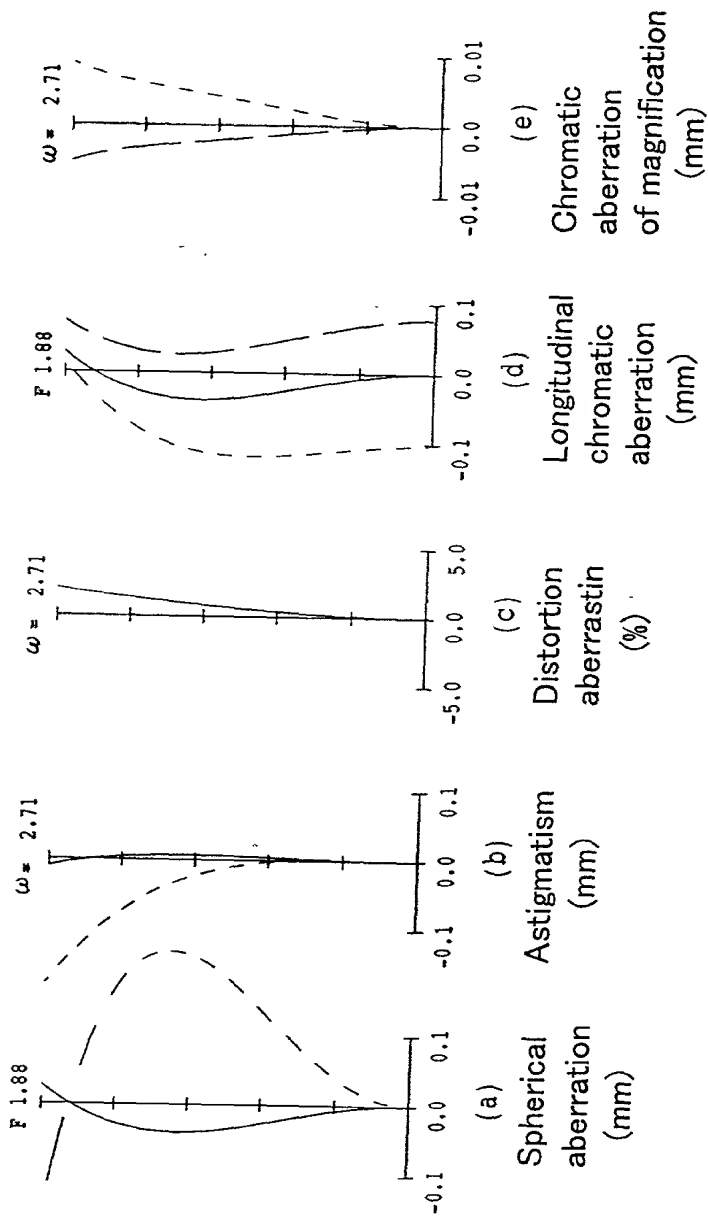 F 1.88
-0.1 0.0 0.1
(a)
Spherical
aberration
(mm)
ω= 2.71
-0.1 0.0 0.1
(b)
Astigmatism
(mm)
ω= 2.71
-5.0 0.0 5.0
(c)
Distortion
aberrastin
(%)
F 1.88
-0.1 0.0 0.1
(d)
Longitudinal
chromatic
aberration
(mm)
ω= 2.71
-0.01 0.0 0.01
(e)
Chromatic
aberration
of magnification
(mm)